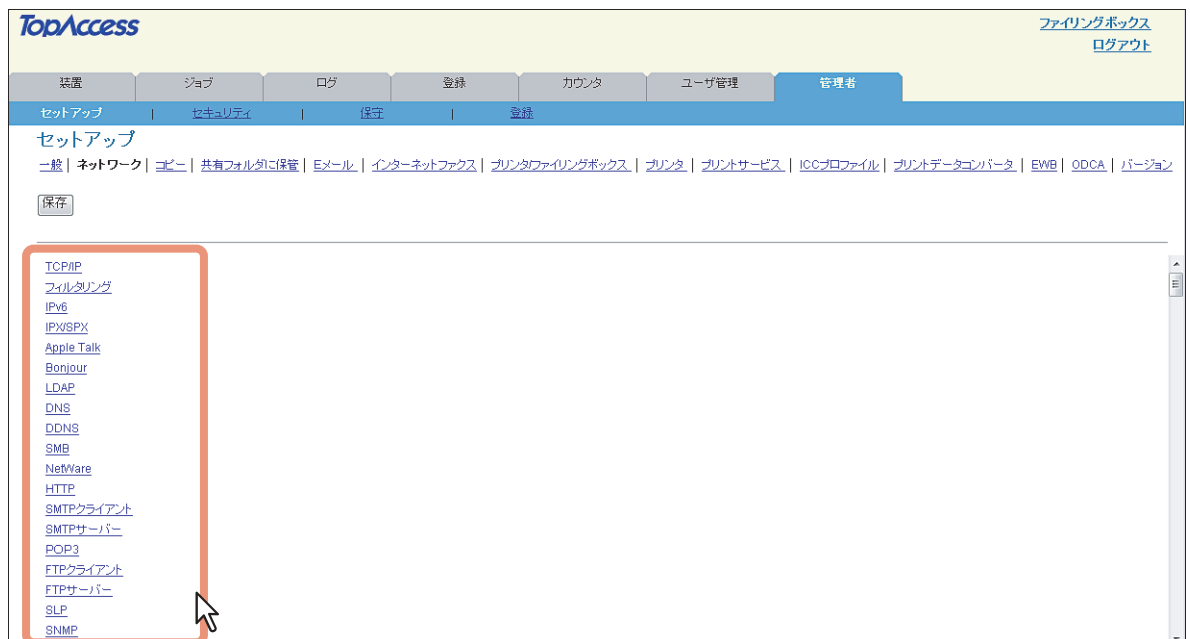 TopAccess
ファイリングボックス
ログアウト
装置 ジョブ ログ 登録 カウンタ ユーザ管理 管理者
セットアップ | セキュリティ | 保守 | 登録
セットアップ
一般 | ネットワーク | コピー | 共有フォルダに保管 | Eメール | インターネットファクス | プリンタ/ファイリングボックス | プリンタ | プリントサービス | ICCプロファイル | プリントデータコンバータ | EWB | ODCA | バージョン
保存
TCP/IP
フィルタリング
IPv6
IPX/SPX
Apple Talk
Bonjour
LDAP
DNS
DDNS
SMB
NetWare
HTTP
SMTPクライアント
SMTPサーバー
POP3
FTPクライアント
FTPサーバー
SLP
SNMP